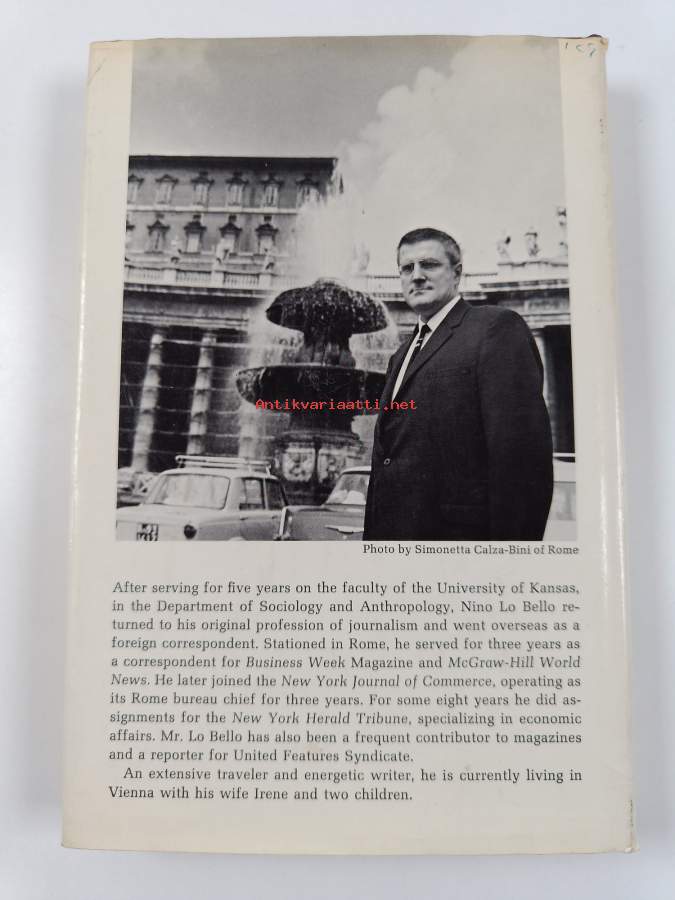 Antikvariaatti.net
Photo by Simonetta Calza-Bini of Rome
After serving for five years on the faculty of the University of Kansas,
in the Department of Sociology and Anthropology, Nino Lo Bello re-
turned to his original profession of journalism and went overseas as a
foreign correspondent. Stationed in Rome, he served for three years as
a correspondent for Business Week Magazine and McGraw-Hill World
News. He later joined the New York Journal of Commerce, operating as
its Rome bureau chief for three years. For some eight years he did as-
signments for the New York Herald Tribune, specializing in economic
affairs. Mr. Lo Bello has also been a frequent contributor to magazines
and a reporter for United Features Syndicate.
An extensive traveler and energetic writer, he is currently living in
Vienna with his wife Irene and two children.